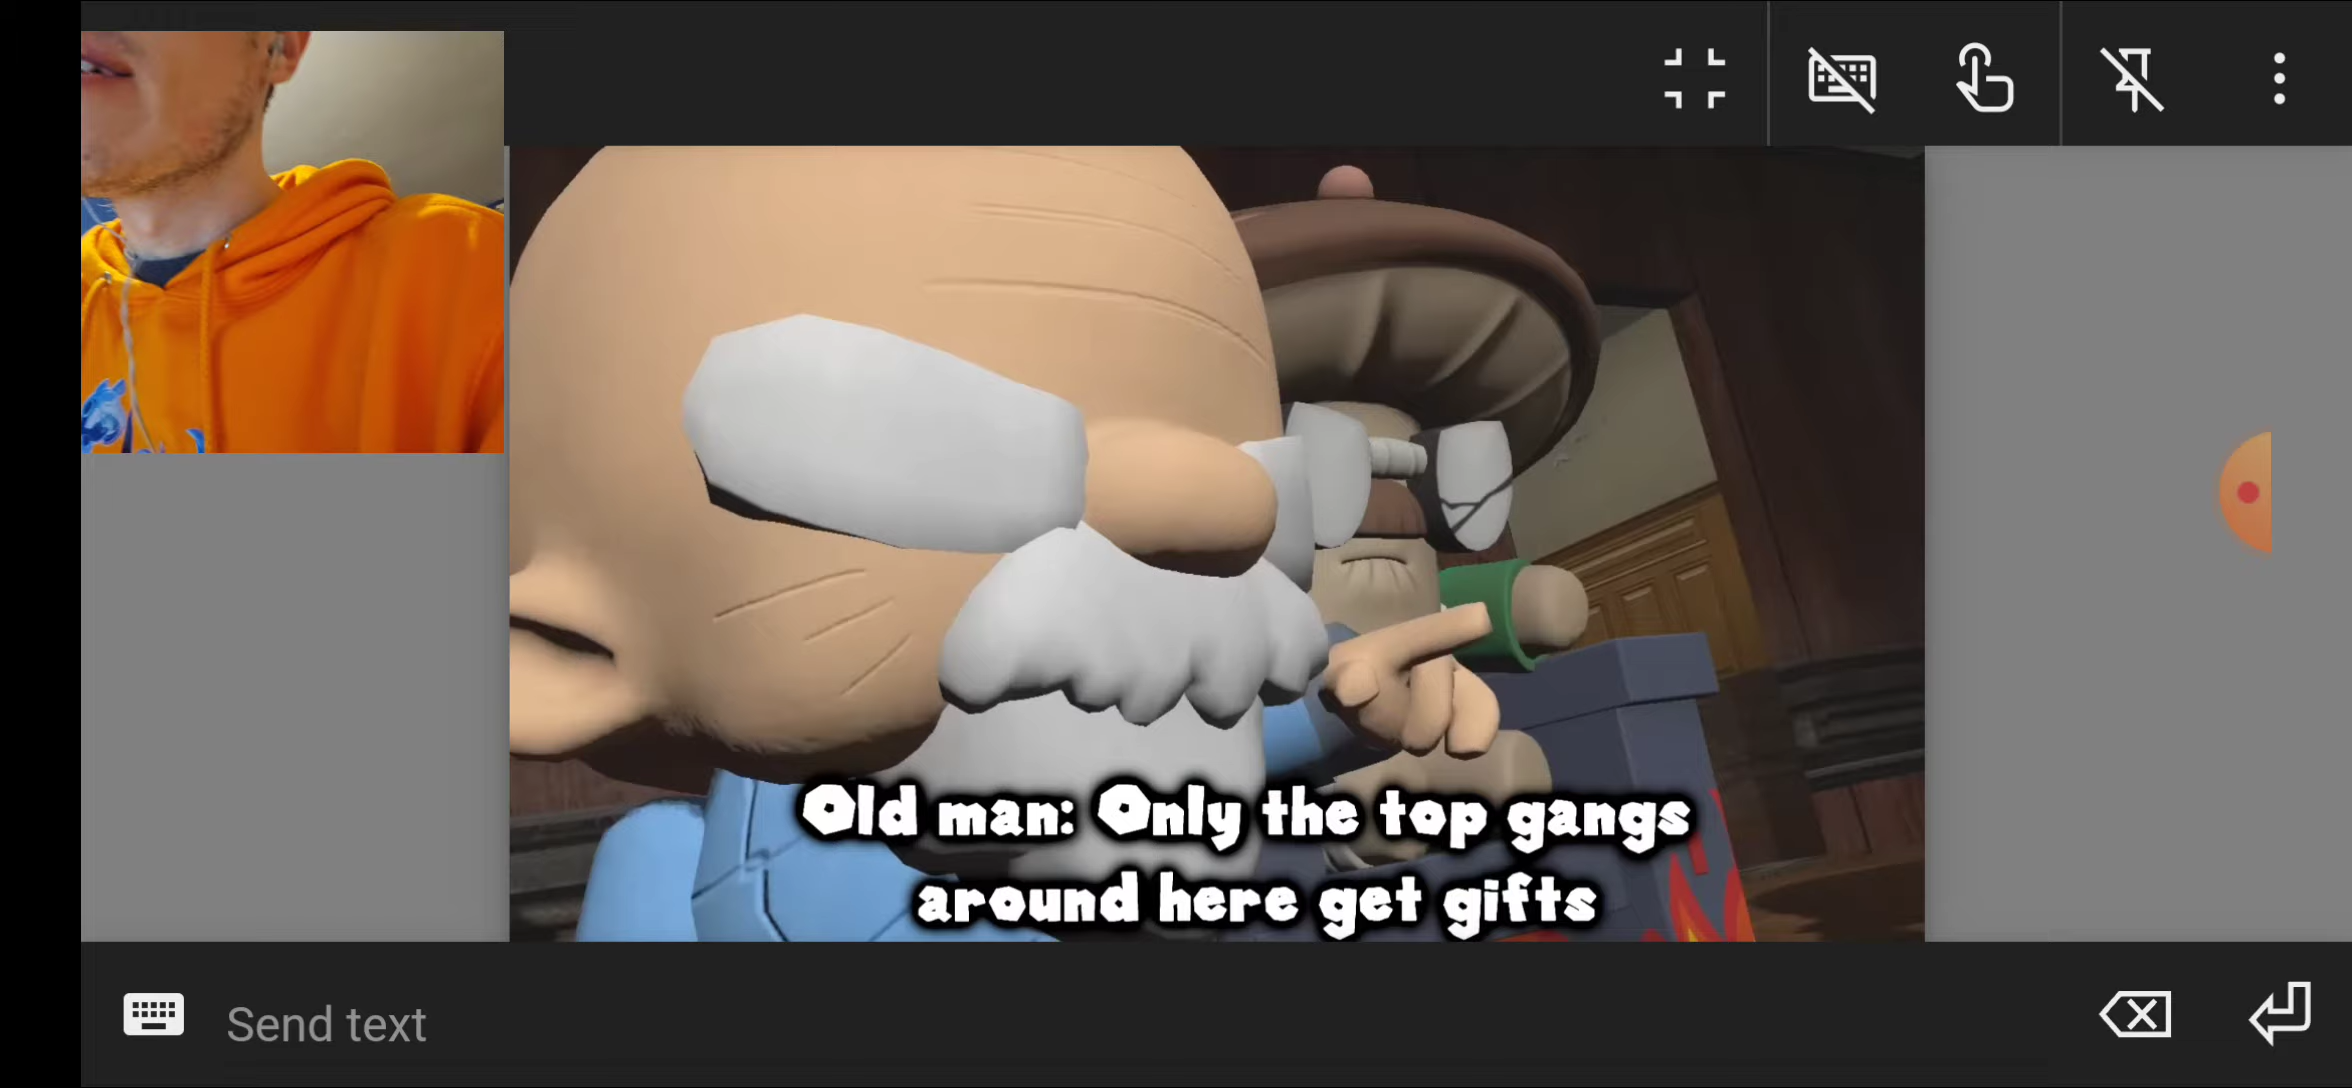 Old man: Only the top gangs
around here get gifts
Send text